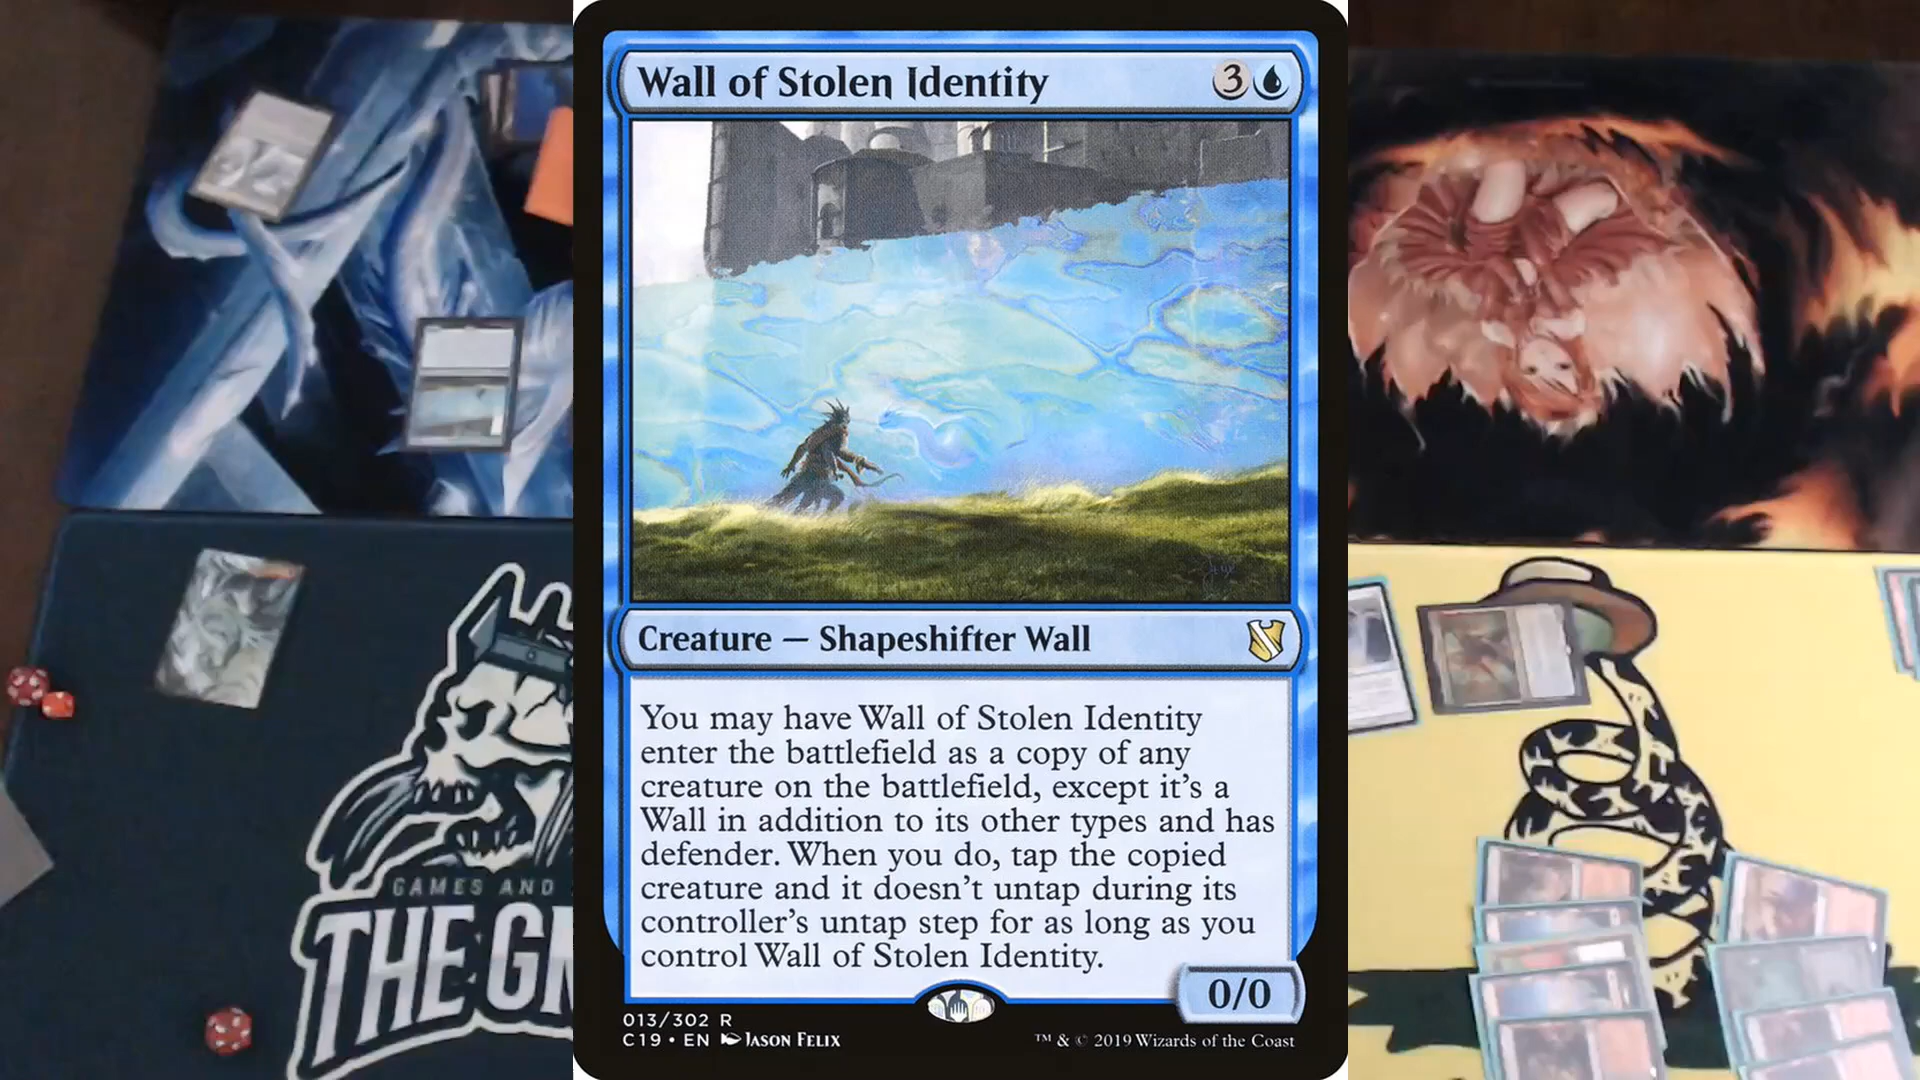 Wall of Stolen Identity
3
Creature — Shapeshifter Wall
You may have Wall of Stolen Identity
enter the battlefield as a copy of any
creature on the battlefield, except it's a
Wall in addition to its other types and has
defender. When you do, tap the copied
creature and it doesn't untap during its
controller's untap step for as long as you
control Wall of Stolen Identity.
0/0
013/302 R
C19 • EN JASON FELIX
™ & © 2019 Wizards of the Coast
GAMES AND
THE